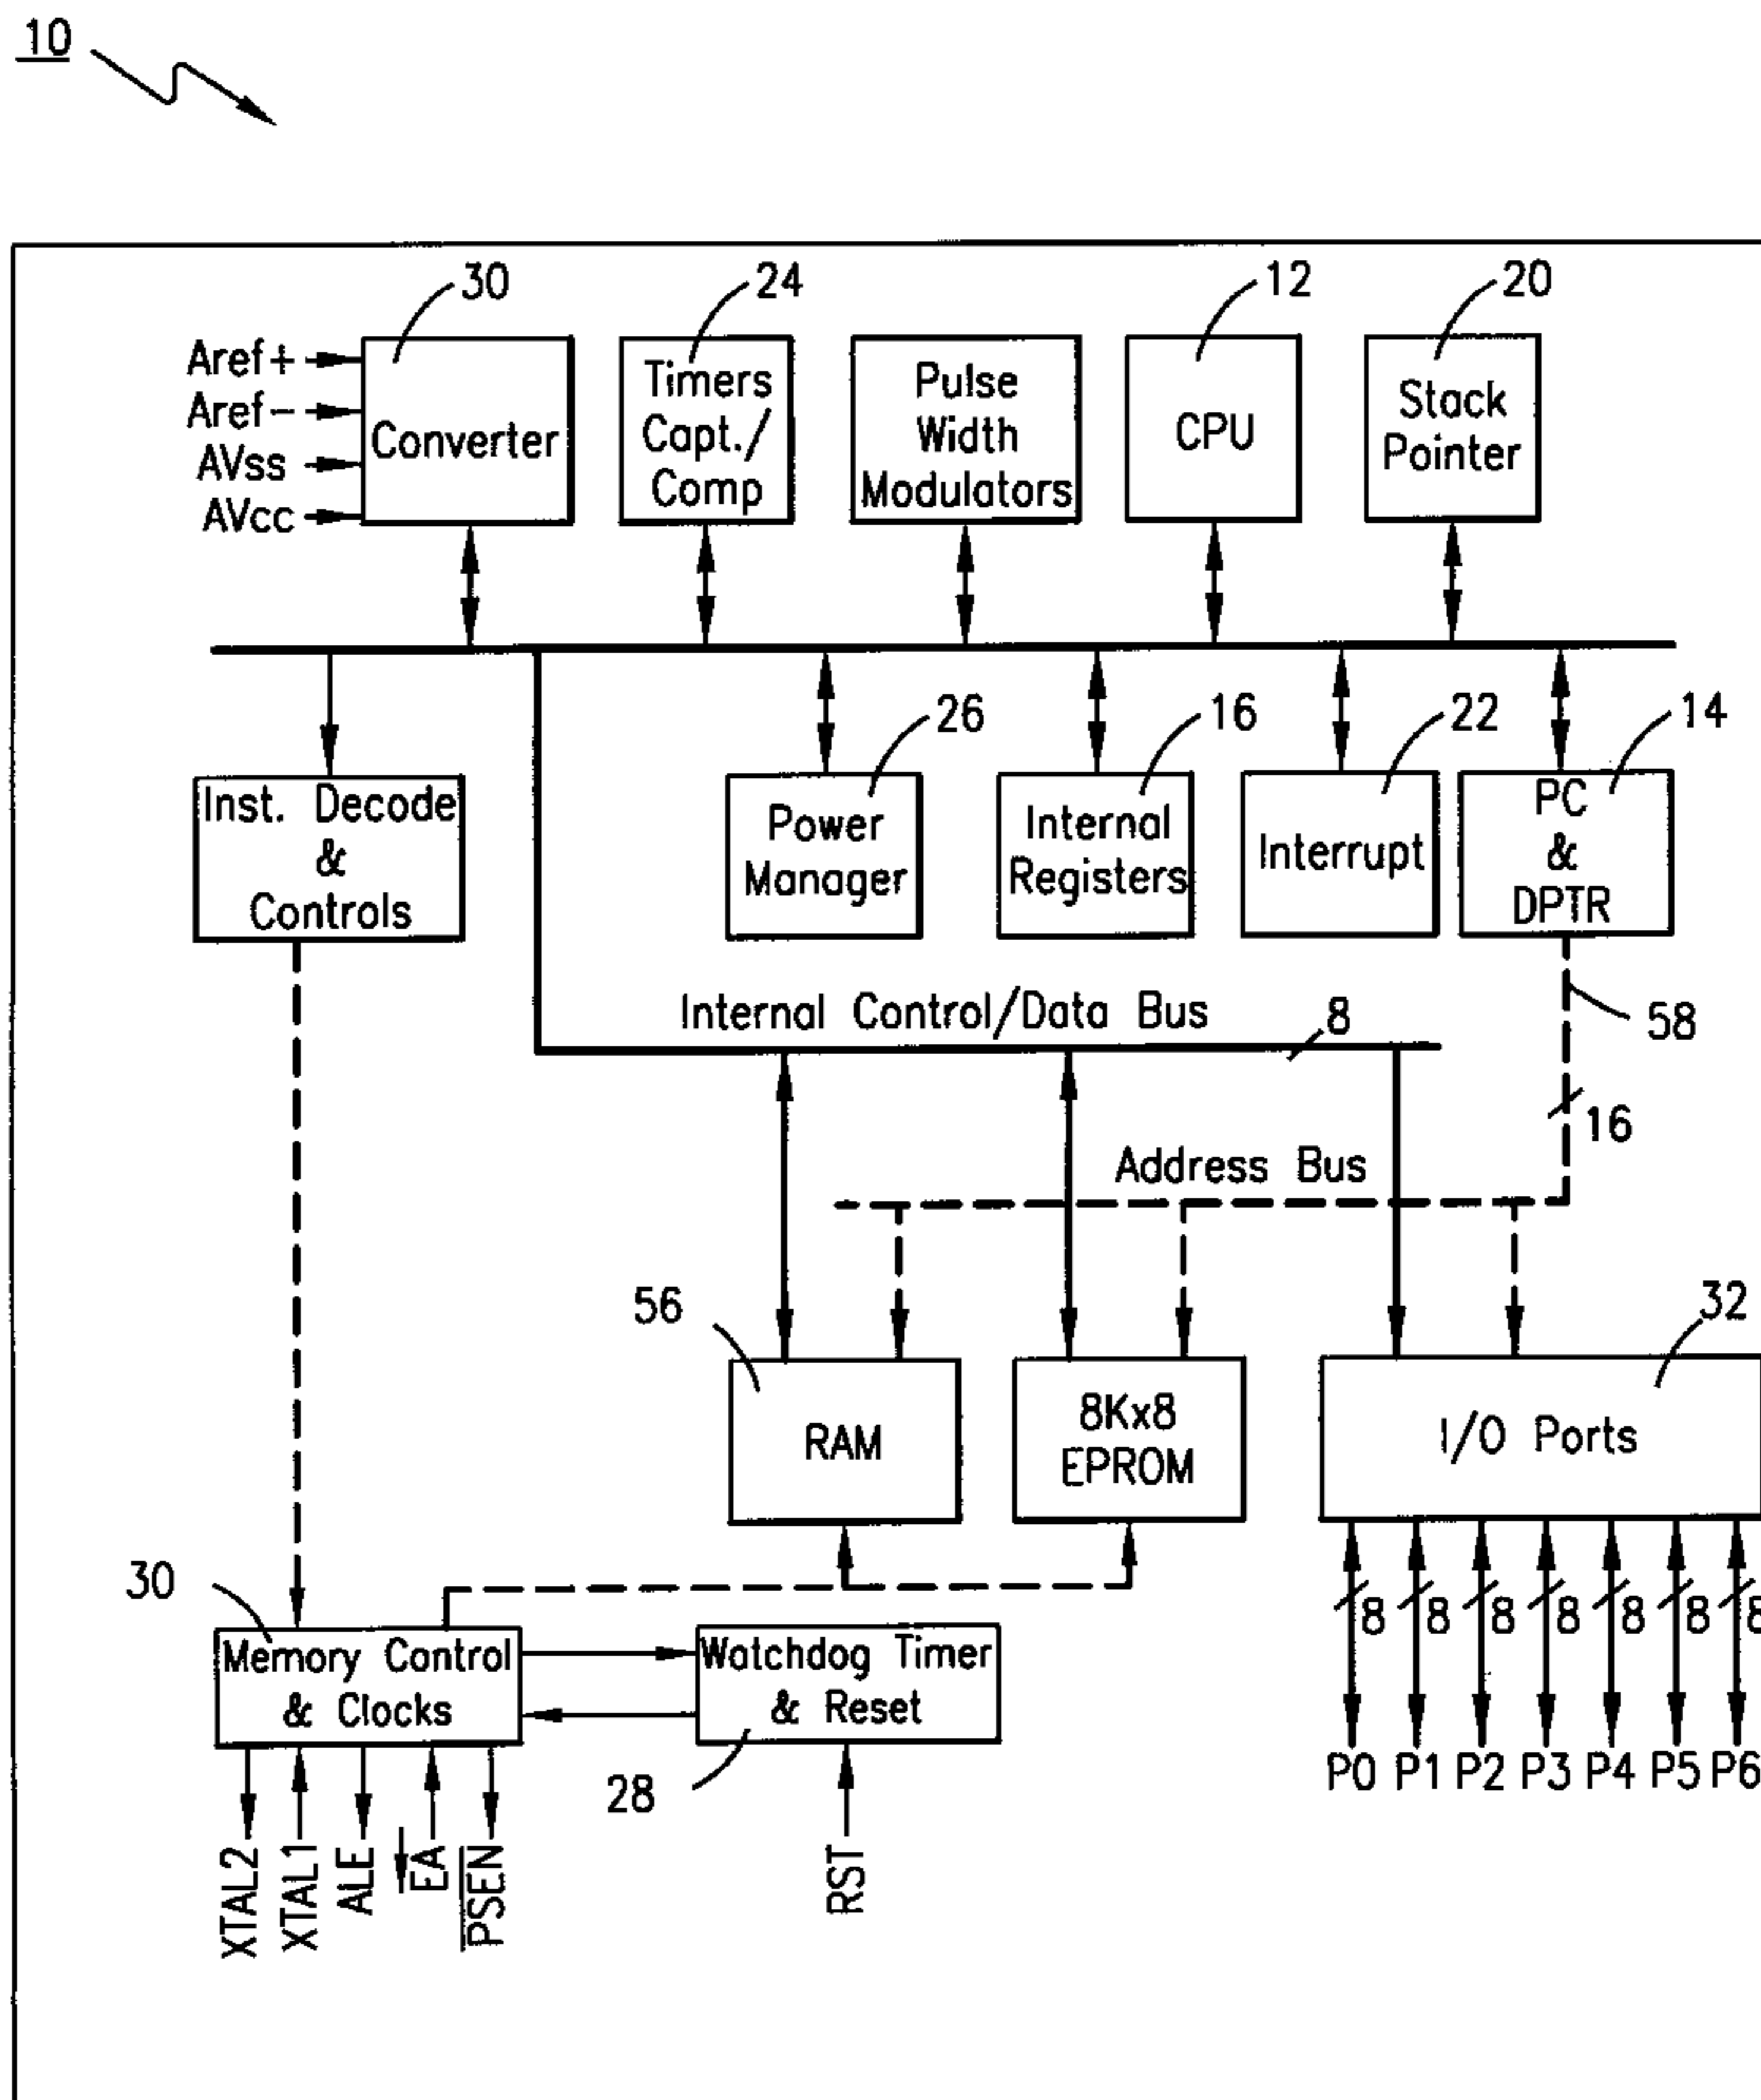 10
30
24
12
20
Aref+
Aref-
AVss
AVcc
Converter
Timers
Capt./
Comp
Pulse
Width
Modulators
CPU
Stack
Pointer
26
16
22
14
Inst. Decode
&
Controls
Power
Manager
Internal
Registers
Interrupt
PC
&
DPTR
Internal Control/Data Bus
8
58
16
Address Bus
56
32
RAM
8Kx8
EPROM
I/O Ports
30
8 8 8 8 8 8 8
Memory Control
& Clocks
Watchdog Timer
& Reset
28
P0 P1 P2 P3 P4 P5 P6
XTAL2
XTAL1
ALE
EA
PSEN
RST